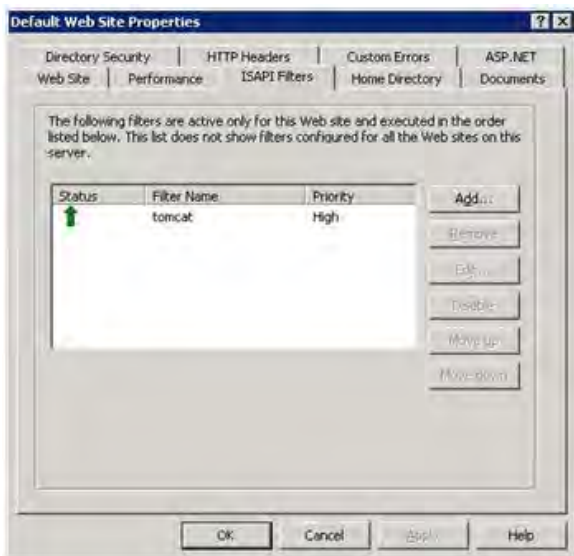 Default Web Site Properties
Directory Security HTTP Headers Custom Errors ASP.NET
Web Site Performance ISAPI Filters Home Directory Documents
The following filters are active only for this Web site and executed in the order
listed below. This list does not show filters configured for all the Web sites on this
server.
Status Filter Name Priority
tomcat High
Add...
Remove
Edit...
Disable
Move up
Move down
OK Cancel Apply Help